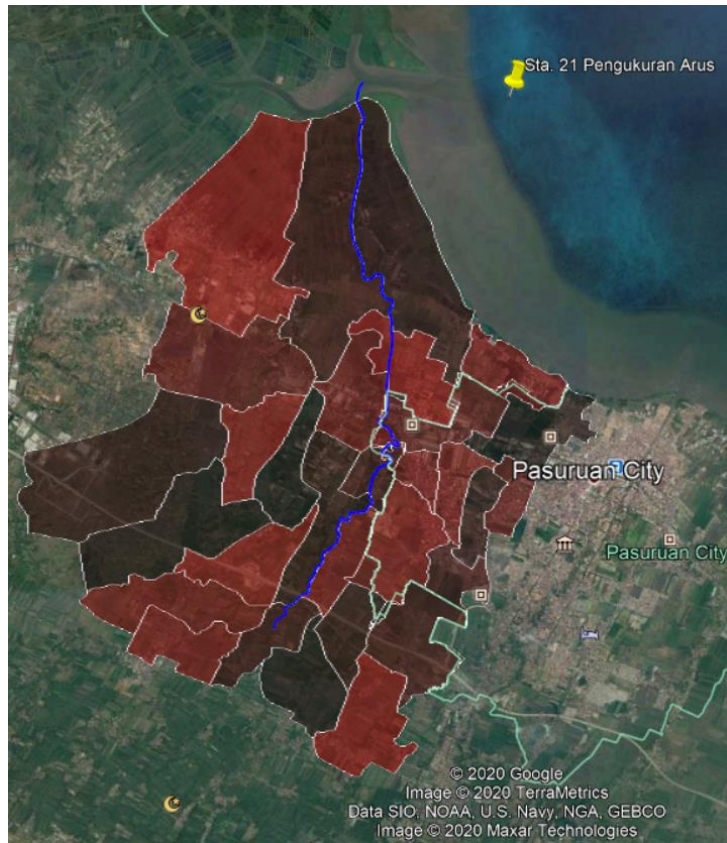 Sta. 21 Pengukuran Arus
Pasuruan City
Pasuruan City
© 2020 Google
Image © 2020 TerraMetrics
Data SIO, NOAA, U.S. Navy, NGA, GEBCO
Image © 2020 Maxar Technologies